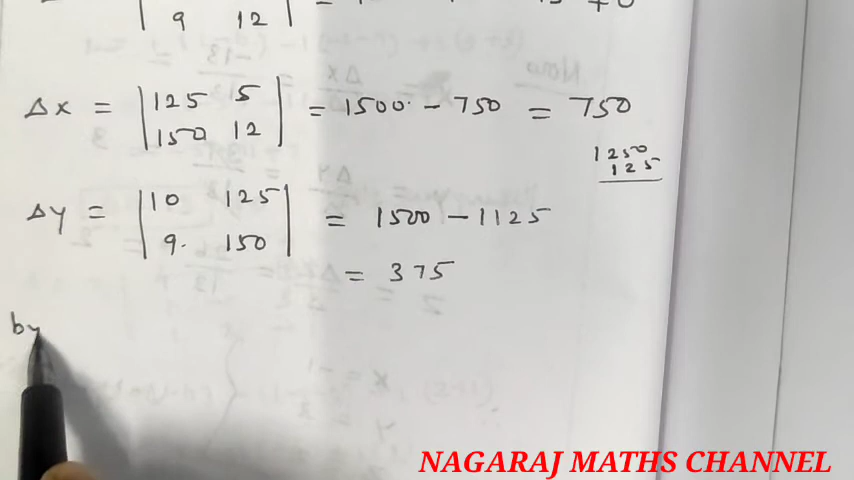 9 12 =
Δx = | 125 5 | = 1500 - 750 = 750
| 150 12 |
1250
125
Δy = | 10 125 | = 1500 - 1125
| 9 150 |
= 375
by
NAGARAJ MATHS CHANNEL